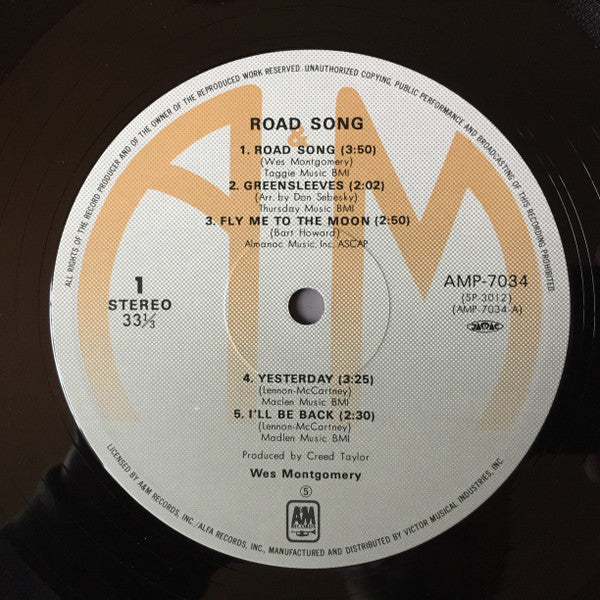 ALL RIGHTS OF THE RECORD PRODUCER AND OF THE OWNER OF THE REPRODUCED WORK RESERVED. UNAUTHORIZED COPYING, PUBLIC PERFORMANCE AND BROADCASTING OF THIS RECORD PROHIBITED
A&M
ROAD SONG
1. ROAD SONG (3:50)
(Wes Montgomery)
Taggie Music BMI
2. GREENSLEEVES (2:02)
(Arr. by Don Sebesky)
Thursday Music BMI
3. FLY ME TO THE MOON (2:50)
(Bart Howard)
Almanac Music, Inc, ASCAP
1
STEREO
33⅓
AMP-7034
(SP-3012)
(AMP-7034-A)
4. YESTERDAY (3:25)
(Lennon-McCartney)
Maclen Music BMI
5. I'LL BE BACK (2:30)
(Lennon-McCartney)
Madlen Music BMI
Produced by Creed Taylor
Wes Montgomery
⑤
A&M
RECORDS
LICENSED BY A&M RECORDS, INC./ALFA RECORDS, INC., MANUFACTURED AND DISTRIBUTED BY VICTOR MUSICAL INDUSTRIES, INC.